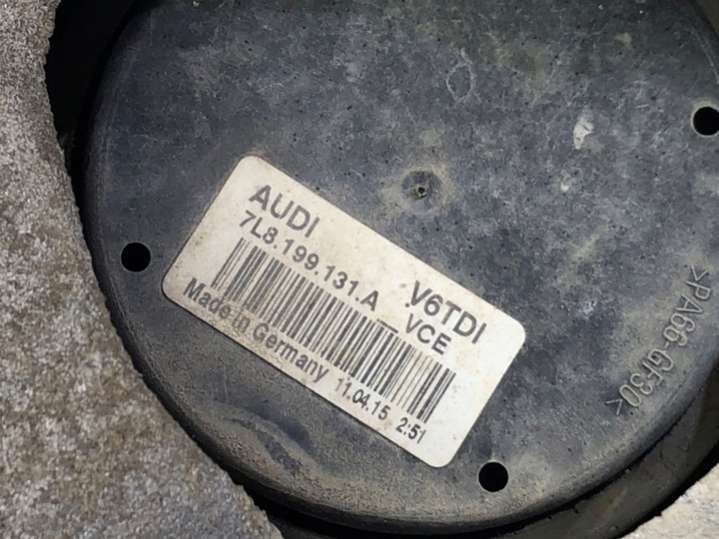 AUDI V6TDI
7L8.199.131.A VCE
Made in Germany 11.04.15 2:51
>PA66-GF30<